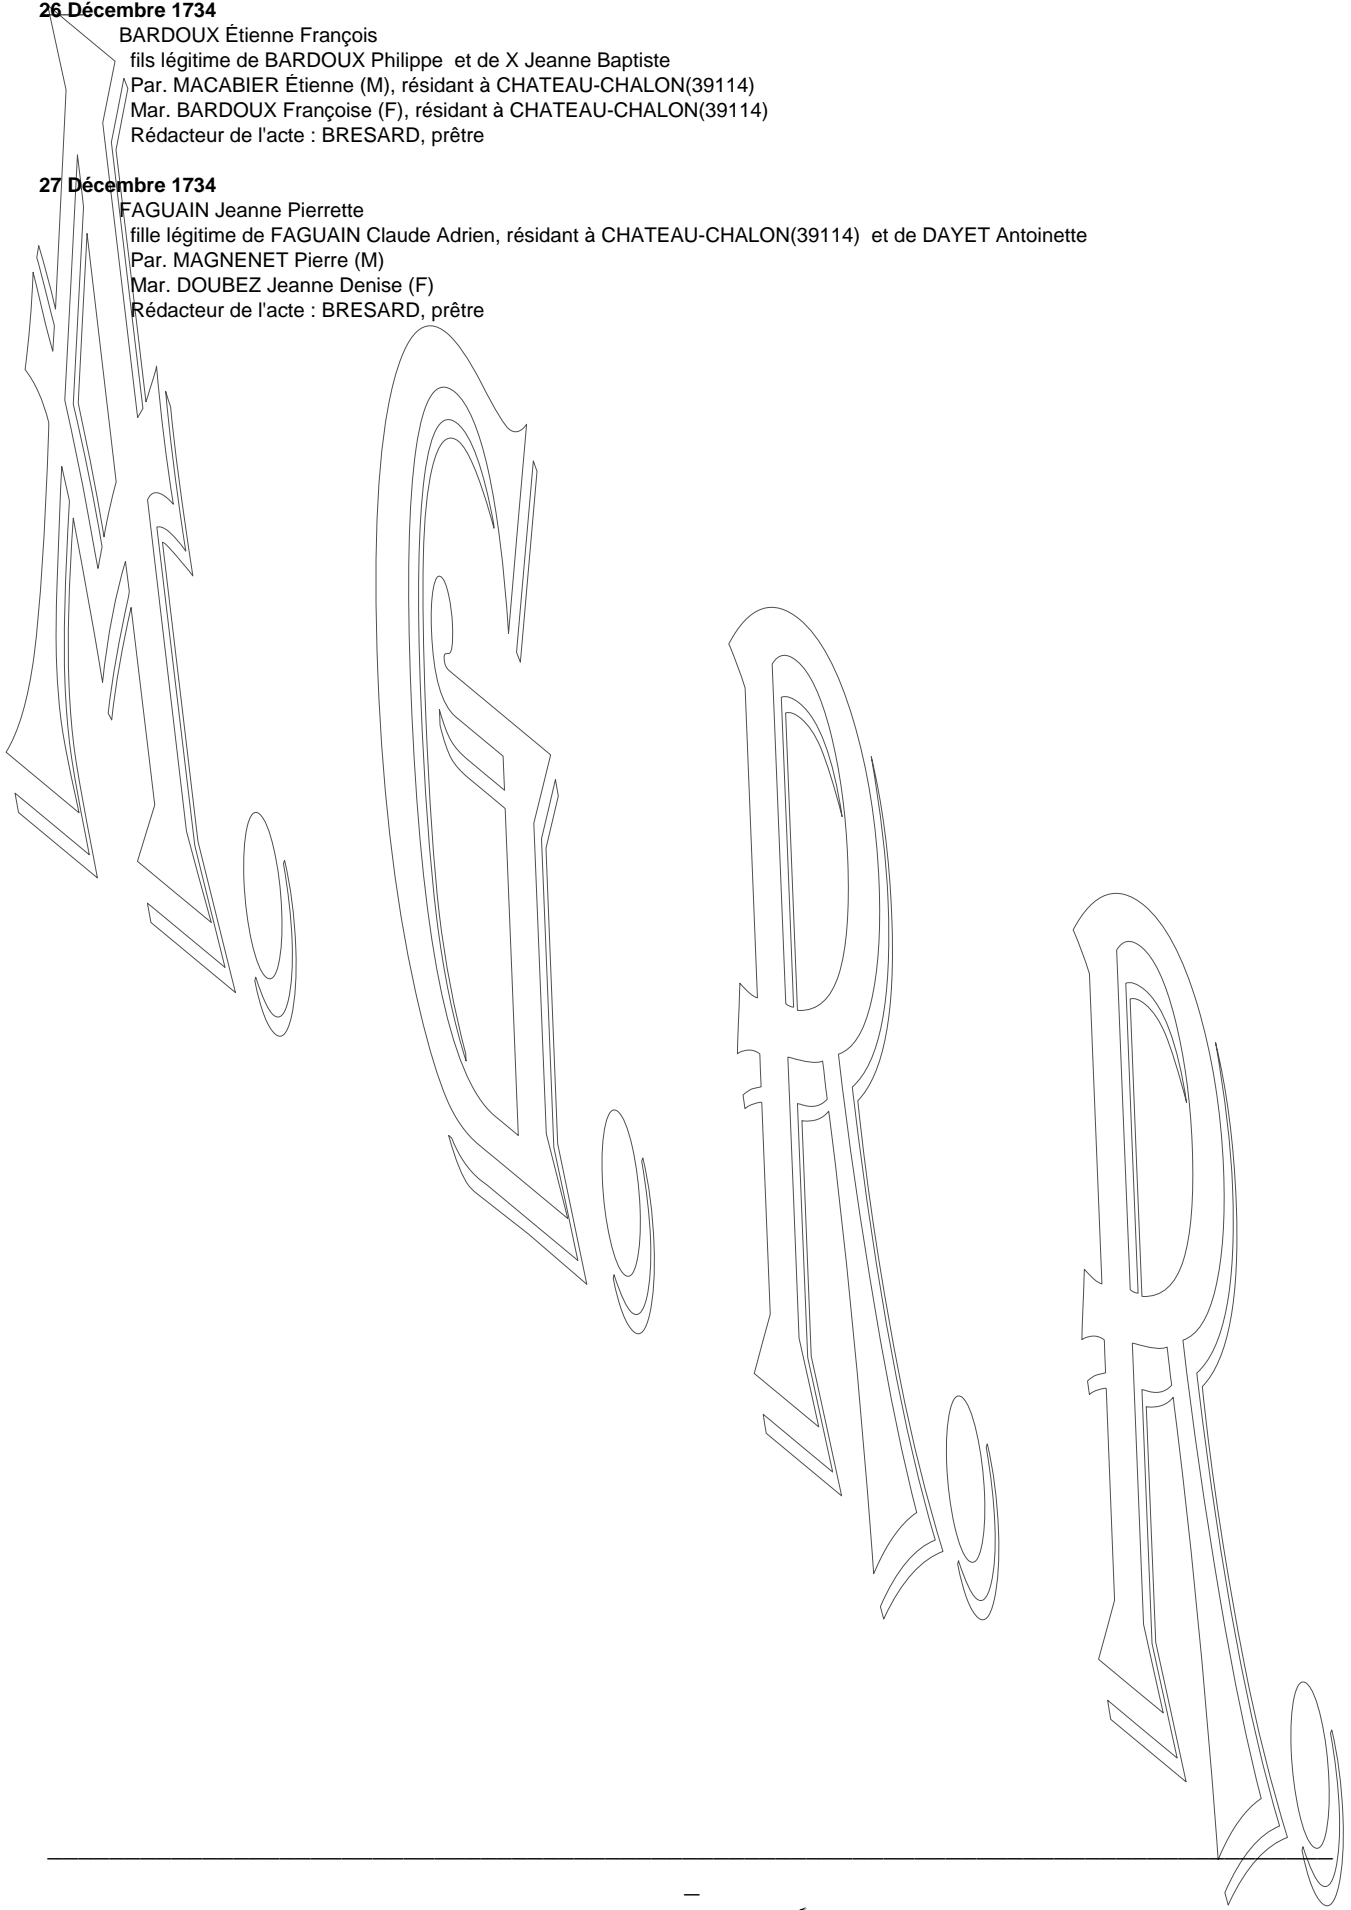 26 Décembre 1734
BARDOUX Étienne François
fils légitime de BARDOUX Philippe et de X Jeanne Baptiste
Par. MACABIER Étienne (M), résidant à CHATEAU-CHALON(39114)
Mar. BARDOUX Françoise (F), résidant à CHATEAU-CHALON(39114)
Rédacteur de l'acte : BRESARD, prêtre
27 Décembre 1734
FAGUAIN Jeanne Pierrette
fille légitime de FAGUAIN Claude Adrien, résidant à CHATEAU-CHALON(39114) et de DAYET Antoinette
Par. MAGNENET Pierre (M)
Mar. DOUBEZ Jeanne Denise (F)
Rédacteur de l'acte : BRESARD, prêtre